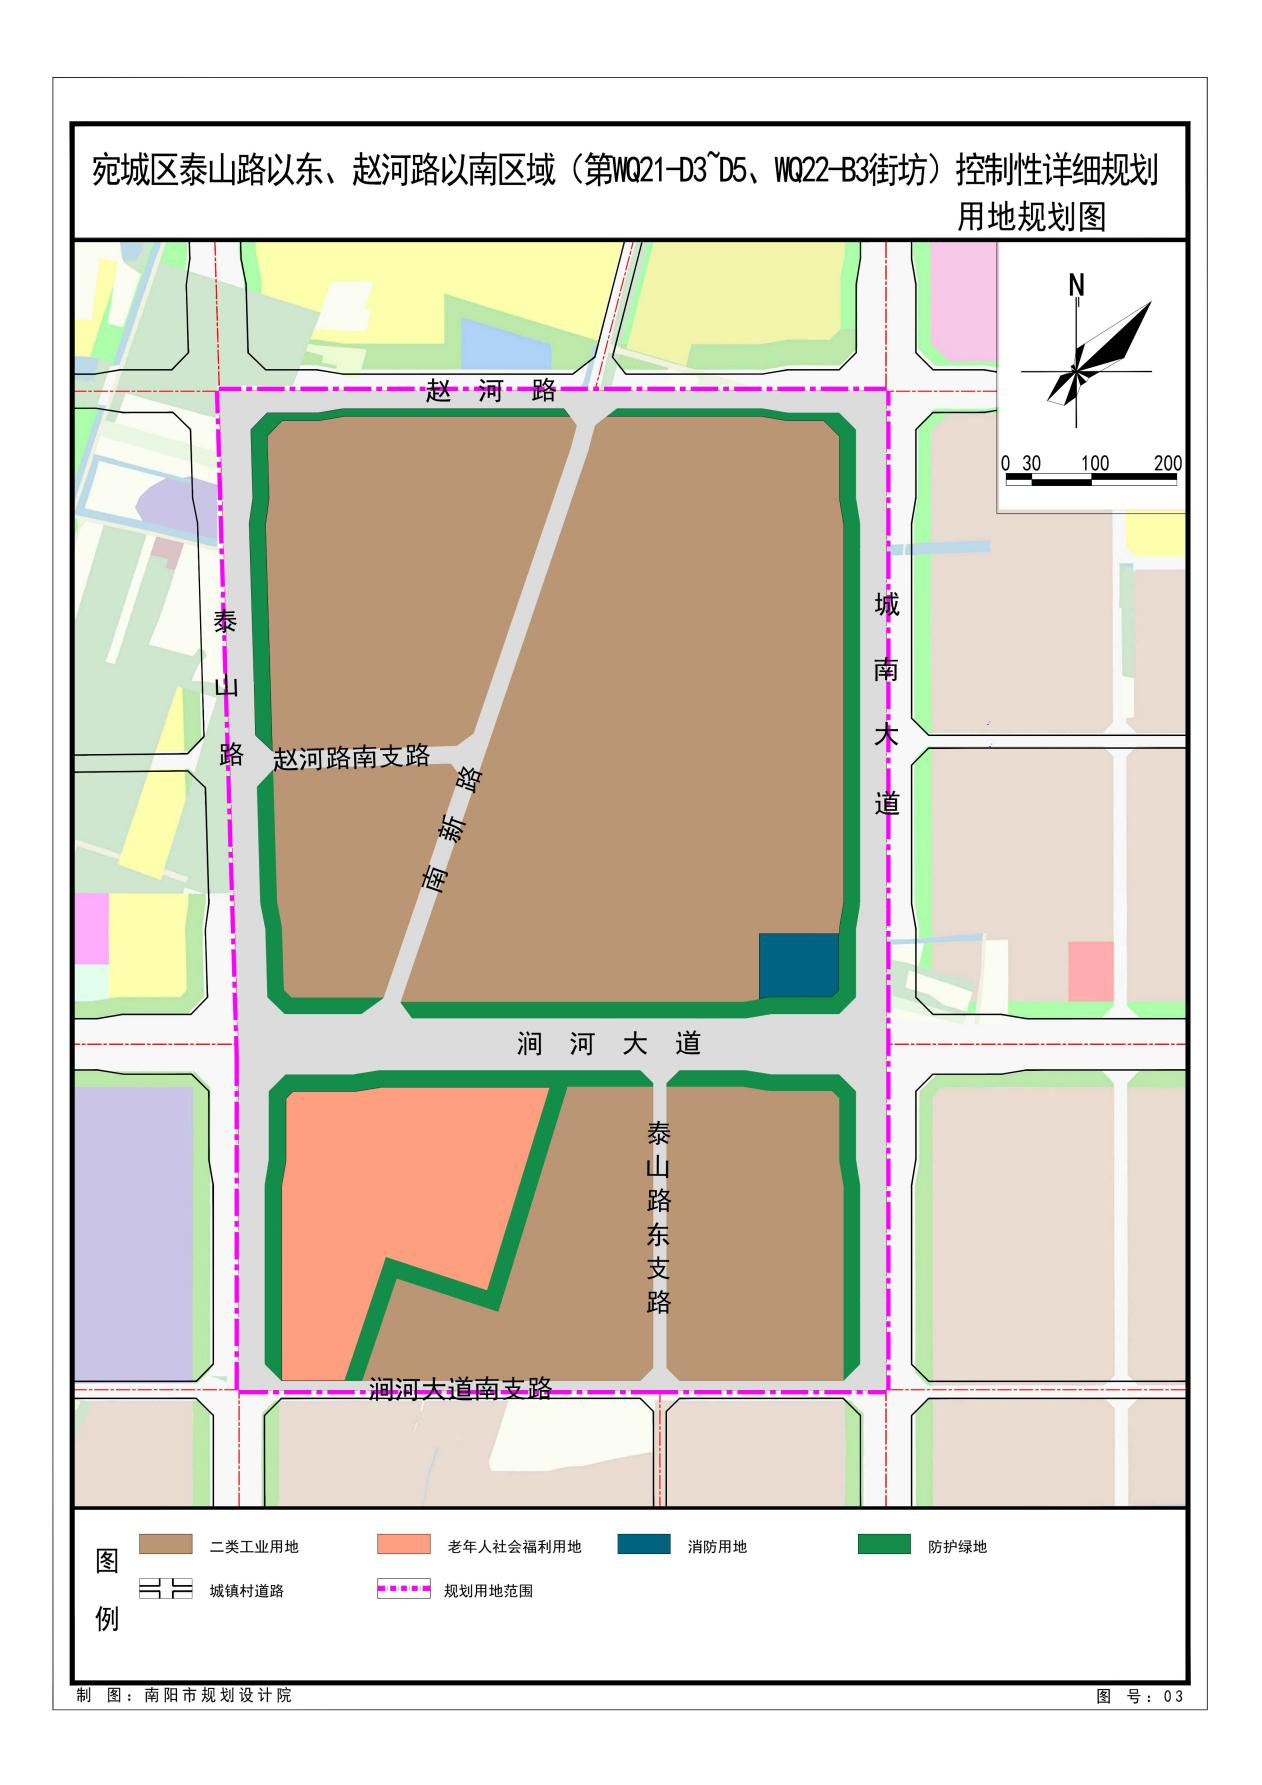 宛城区泰山路以东、赵河路以南区域（第WQ21-D3~D5、WQ22-B3街坊）控制性详细规划
用地规划图
N
0 30 100 200
赵河路
泰山路
城南大道
赵河路南支路
南新路
涧河大道
泰山路东支路
涧河大道南支路
图例
二类工业用地
老年人社会福利用地
消防用地
防护绿地
城镇村道路
规划用地范围
制 图：南阳市规划设计院
图 号：03